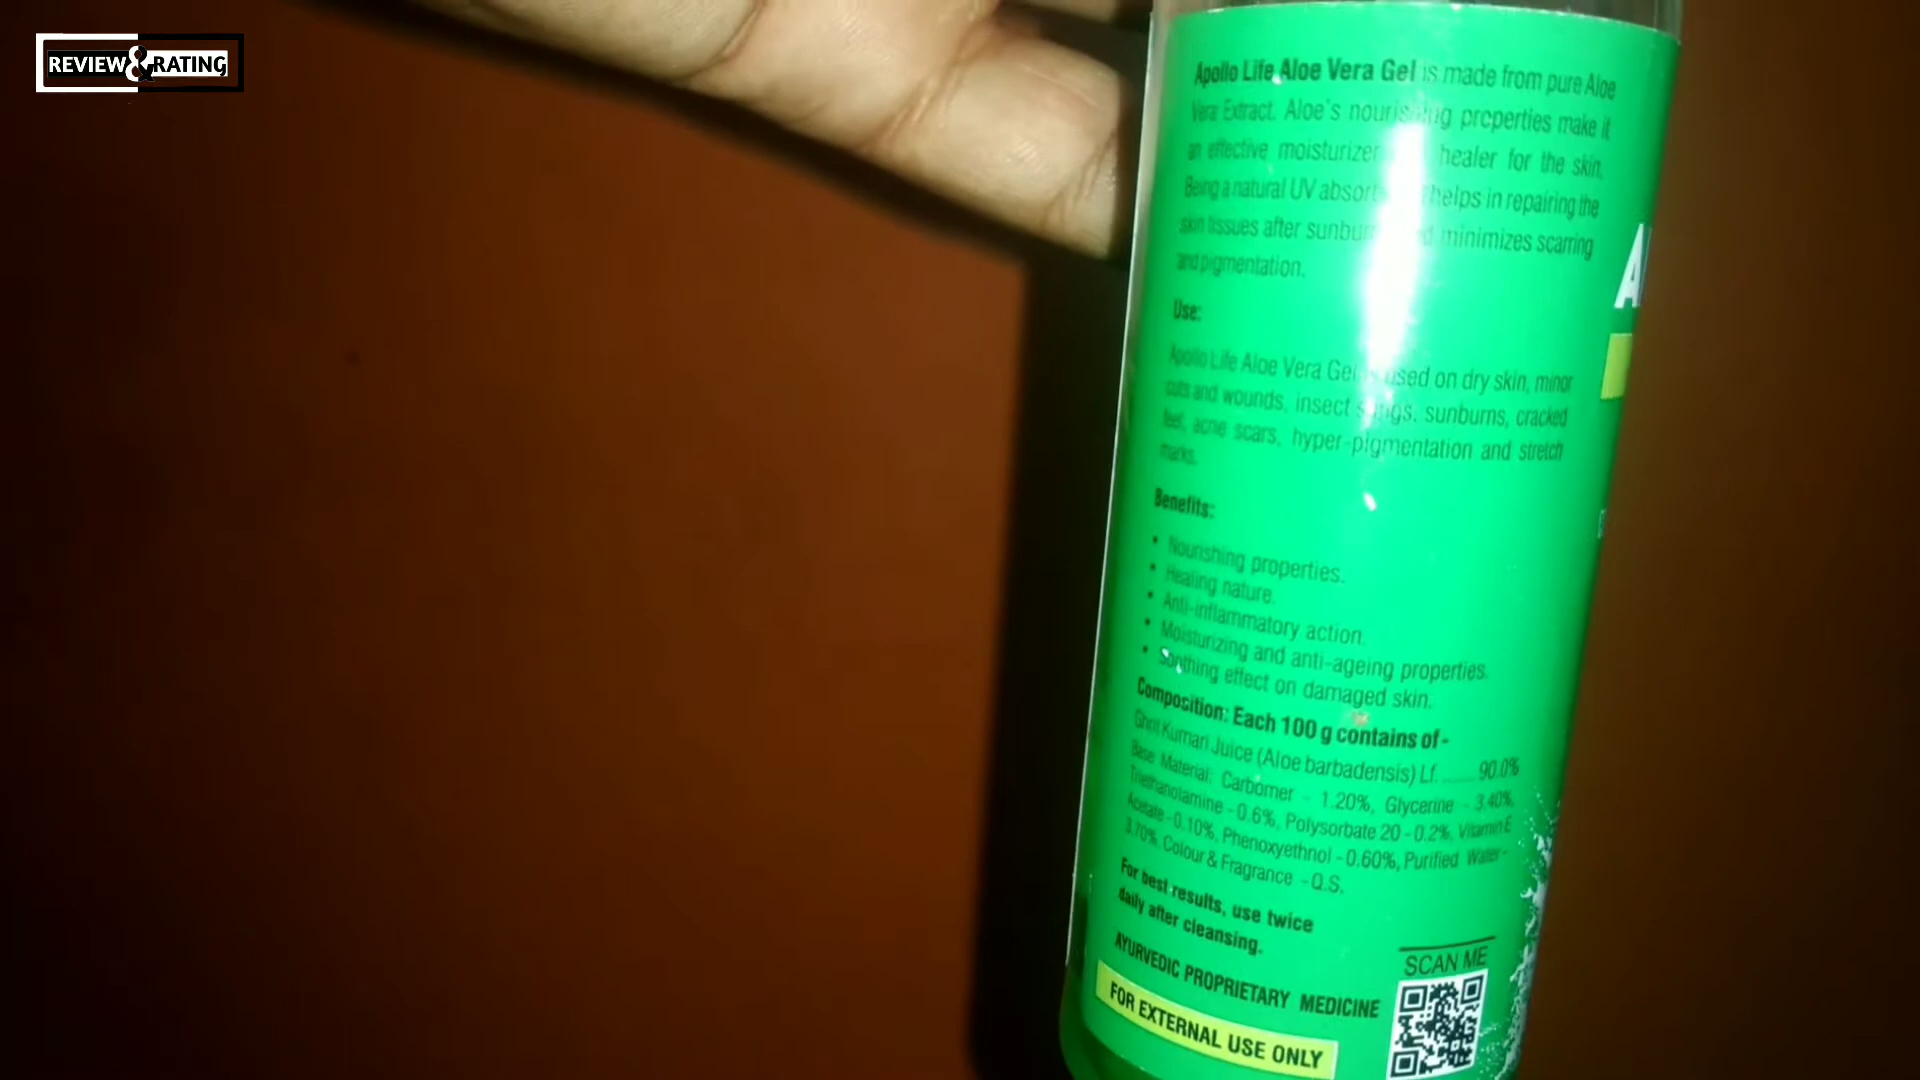 REVIEW&RATING
Apollo Life Aloe Vera Gel is made from pure Aloe
Vera Extract. Aloe's nourishing properties make it
an effective moisturizer healer for the skin.
Being a natural UV helps in repairing the
skin tissues after minimizes scarring
and pigmentation.
Use:
Apollo Life Aloe Vera Gel used on dry skin, minor
cuts and wounds, insect stings, sunburns, cracked
feet, acne scars, hyper-pigmentation and stretch
marks.
Benefits:
• Nourishing properties.
• Healing nature.
• Anti-inflammatory action.
• Moisturizing and anti-ageing properties.
• Soothing effect on damaged skin.
Composition: Each 100 g contains of -
Ghrit Kumari Juice (Aloe barbadensis) Lf. ........ 90.0%
Base Material: Carbomer - 1.20%, Glycerine - 3.40%,
Triethanolamine - 0.6%, Polysorbate 20 - 0.2%, Vitamin E
Acetate - 0.10%, Phenoxyethnol - 0.60%, Purified Water -
3.70%, Colour & Fragrance - Q.S.
For best results, use twice
daily after cleansing.
AYURVEDIC PROPRIETARY MEDICINE
FOR EXTERNAL USE ONLY
SCAN ME